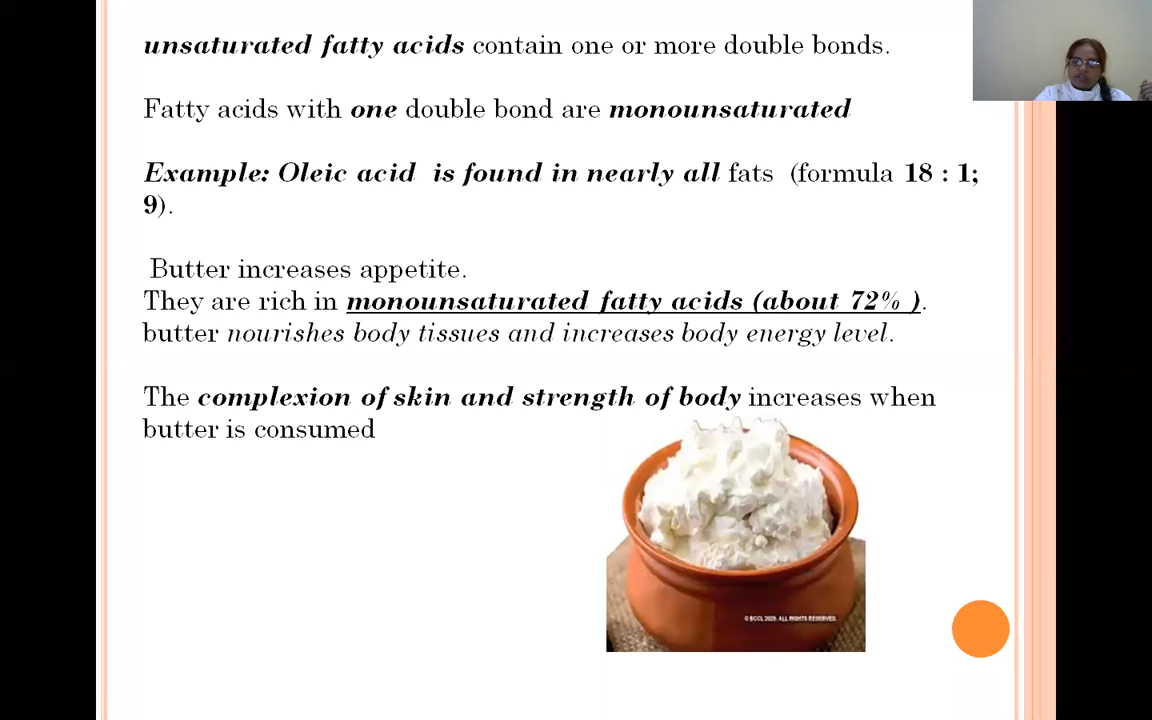 unsaturated fatty acids contain one or more double bonds.
Fatty acids with one double bond are monounsaturated
Example: Oleic acid is found in nearly all fats (formula 18 : 1;
9).
Butter increases appetite.
They are rich in monounsaturated fatty acids (about 72% ).
butter nourishes body tissues and increases body energy level.
The complexion of skin and strength of body increases when
butter is consumed
© BCCL 2020. ALL RIGHTS RESERVED.